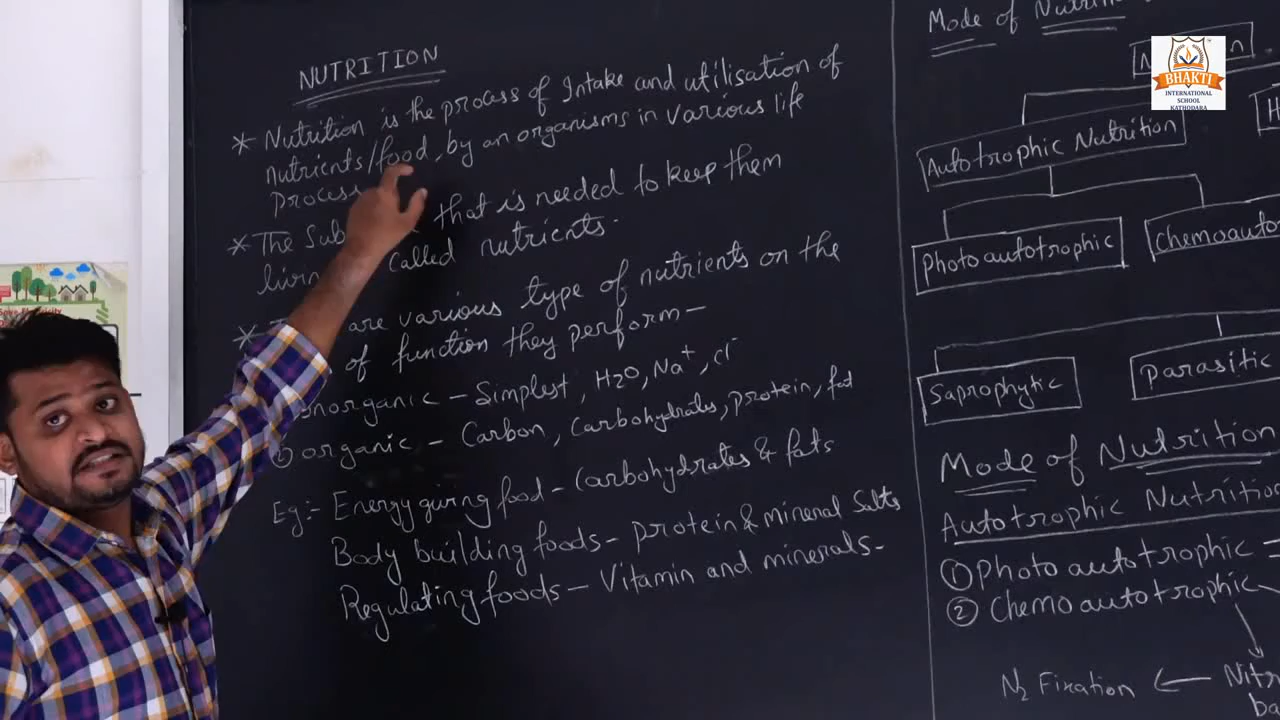 NUTRITION
* Nutrition is the process of Intake and utilisation of
nutrients/food, by an organisms in various life
process
* The Sub that is needed to keep them
called nutrients.
* are various type of nutrients on the
of function they perform-
Inorganic - Simplest, H2O, Na+, Cl-
② organic - Carbon, Carbohydrates, protein, fat
Eg:- Energy giving food - Carbohydrates & fats
Body building foods - protein & mineral Salts
Regulating foods - Vitamin and minerals-
Mode of
Autotrophic Nutrition
Photo autotrophic
Chemoauto
Saprophytic
Parasitic
Mode of Nutrition
Autotrophic Nutrition
① Photo autotrophic =
② Chemo autotrophic
N2 Fixation ← Nitr
ba
BHAKTI
INTERNATIONAL
SCHOOL
KATHODARA